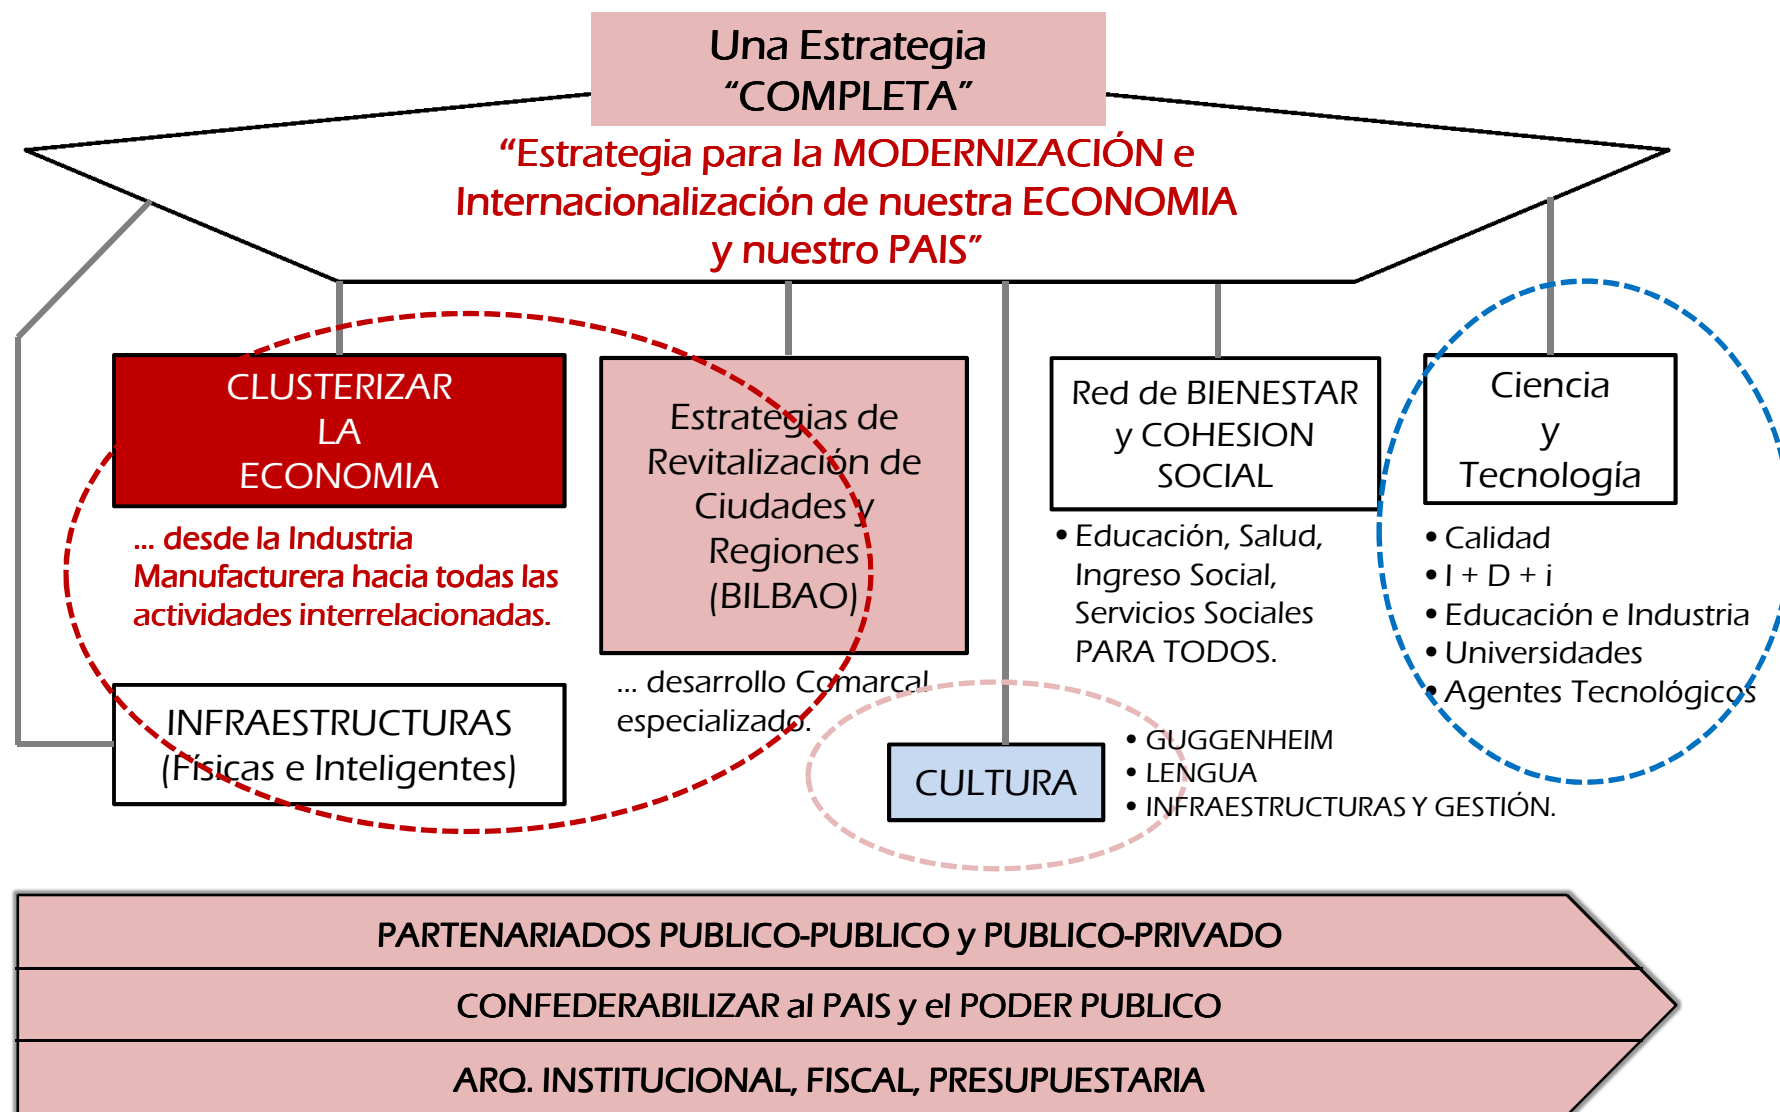 Una Estrategia
“COMPLETA”
“Estrategia para la MODERNIZACIÓN e
Internacionalización de nuestra ECONOMIA
y nuestro PAIS”
CLUSTERIZAR
LA
ECONOMIA
... desde la Industria
Manufacturera hacia todas las
actividades interrelacionadas.
INFRAESTRUCTURAS
(Físicas e Inteligentes)
Estrategias de
Revitalización de
Ciudades y
Regiones
(BILBAO)
... desarrollo Comarcal
especializado.
CULTURA
• GUGGENHEIM
• LENGUA
• INFRAESTRUCTURAS Y GESTIÓN.
Red de BIENESTAR
y COHESION
SOCIAL
• Educación, Salud,
Ingreso Social,
Servicios Sociales
PARA TODOS.
Ciencia
y
Tecnología
• Calidad
• I + D + i
• Educación e Industria
• Universidades
• Agentes Tecnológicos
PARTENARIADOS PUBLICO-PUBLICO y PUBLICO-PRIVADO
CONFEDERABILIZAR al PAIS y el PODER PUBLICO
ARQ. INSTITUCIONAL, FISCAL, PRESUPUESTARIA